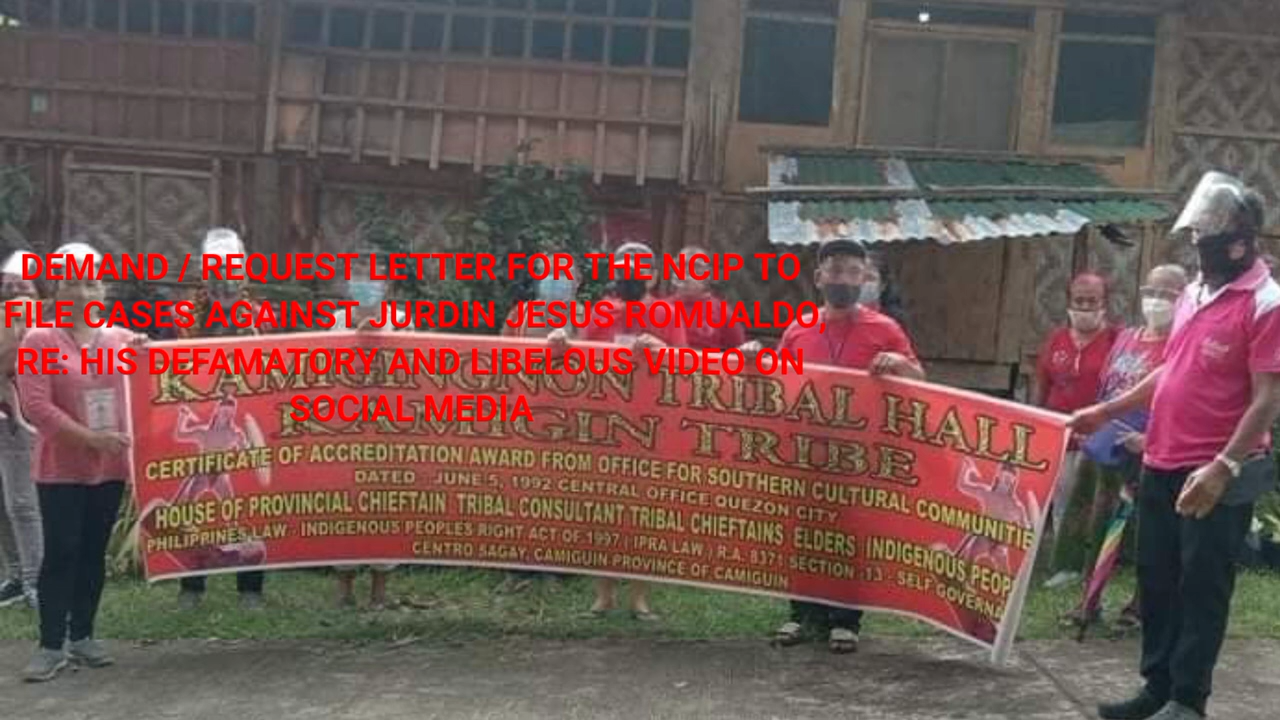 DEMAND / REQUEST LETTER FOR THE NCIP TO
FILE CASES AGAINST JURDIN JESUS ROMUALDO,
RE: HIS DEFAMATORY AND LIBELOUS VIDEO ON
SOCIAL MEDIA
KAMIGINGNON TRIBAL HALL
KAMIGIN TRIBE
CERTIFICATE OF ACCREDITATION AWARD FROM OFFICE FOR SOUTHERN CULTURAL COMMUNITIE
DATED - JUNE 5, 1992 CENTRAL OFFICE QUEZON CITY
HOUSE OF PROVINCIAL CHIEFTAIN TRIBAL CONSULTANT TRIBAL CHIEFTAINS ELDERS INDIGENOUS PEOP
PHILIPPINES LAW - INDIGENOUS PEOPLES RIGHT ACT OF 1997 ( IPRA LAW ) R.A. 8371 SECTION -13 - SELF GOVERNA
CENTRO SAGAY, CAMIGUIN PROVINCE OF CAMIGUIN